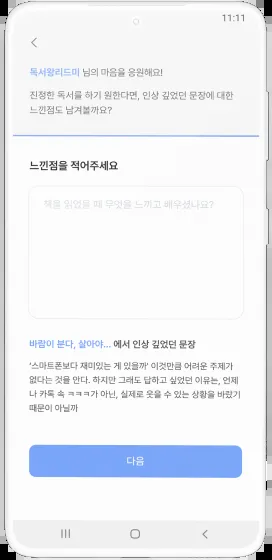 11:11
독서왕리드미 님의 마음을 응원해요!
진정한 독서를 하기 원한다면, 인상 깊었던 문장에 대한
느낀점도 남겨볼까요?
느낀점을 적어주세요
책을 읽었을 때 무엇을 느끼고 배우셨나요?
바람이 분다, 살아야... 에서 인상 깊었던 문장
'스마트폰보다 재미있는 게 있을까' 이것만큼 어려운 주제가
없다는 것을 안다. 하지만 그래도 답하고 싶었던 이유는, 언제
나 카톡 속 ㅋㅋㅋ가 아닌, 실제로 웃을 수 있는 상황을 바랐기
때문이 아닐까
다음